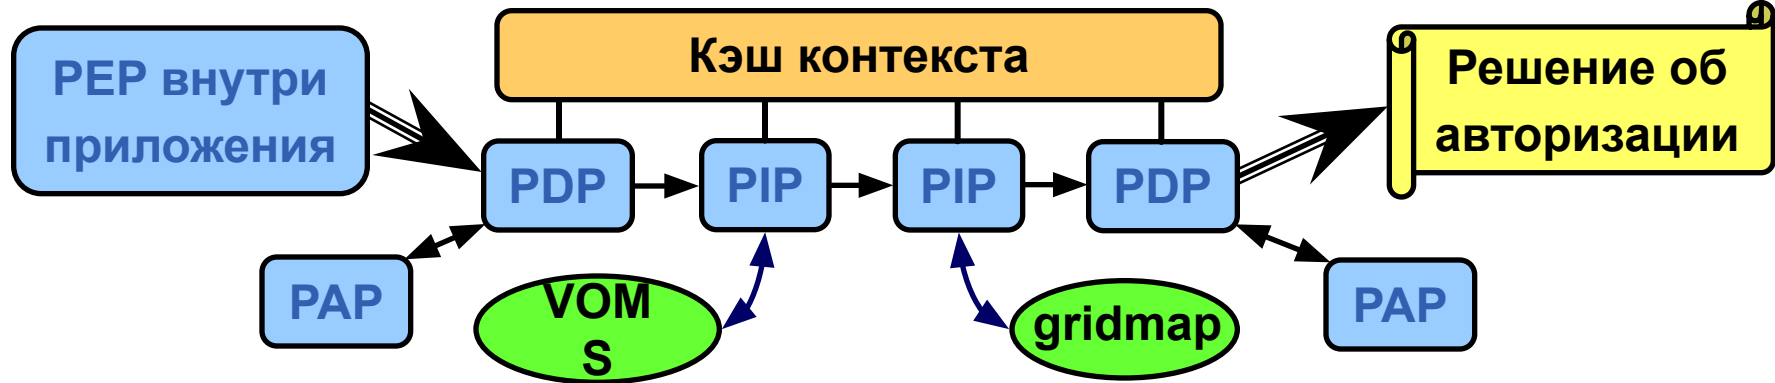 Кэш контекста
PEP внутри
приложения
Решение об
авторизации
PDP
PIP
PIP
PDP
PAP
VOM
S
gridmap
PAP